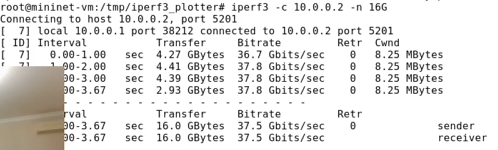 root@mininet-vm:/tmp/iperf3_plotter# iperf3 -c 10.0.0.2 -n 16G
Connecting to host 10.0.0.2, port 5201
[  7] local 10.0.0.1 port 38212 connected to 10.0.0.2 port 5201
[ ID] Interval           Transfer     Bitrate         Retr  Cwnd
[  7]   0.00-1.00   sec  4.27 GBytes  36.7 Gbits/sec    0   8.25 MBytes
1.00-2.00   sec  4.41 GBytes  37.8 Gbits/sec    0   8.25 MBytes
00-3.00   sec  4.39 GBytes  37.8 Gbits/sec    0   8.25 MBytes
00-3.67   sec  2.93 GBytes  37.8 Gbits/sec    0   8.25 MBytes
- - - - - - - - - - - - - - - - - - -
rval           Transfer     Bitrate         Retr
00-3.67   sec  16.0 GBytes  37.5 Gbits/sec    0             sender
00-3.67   sec  16.0 GBytes  37.5 Gbits/sec                  receiver